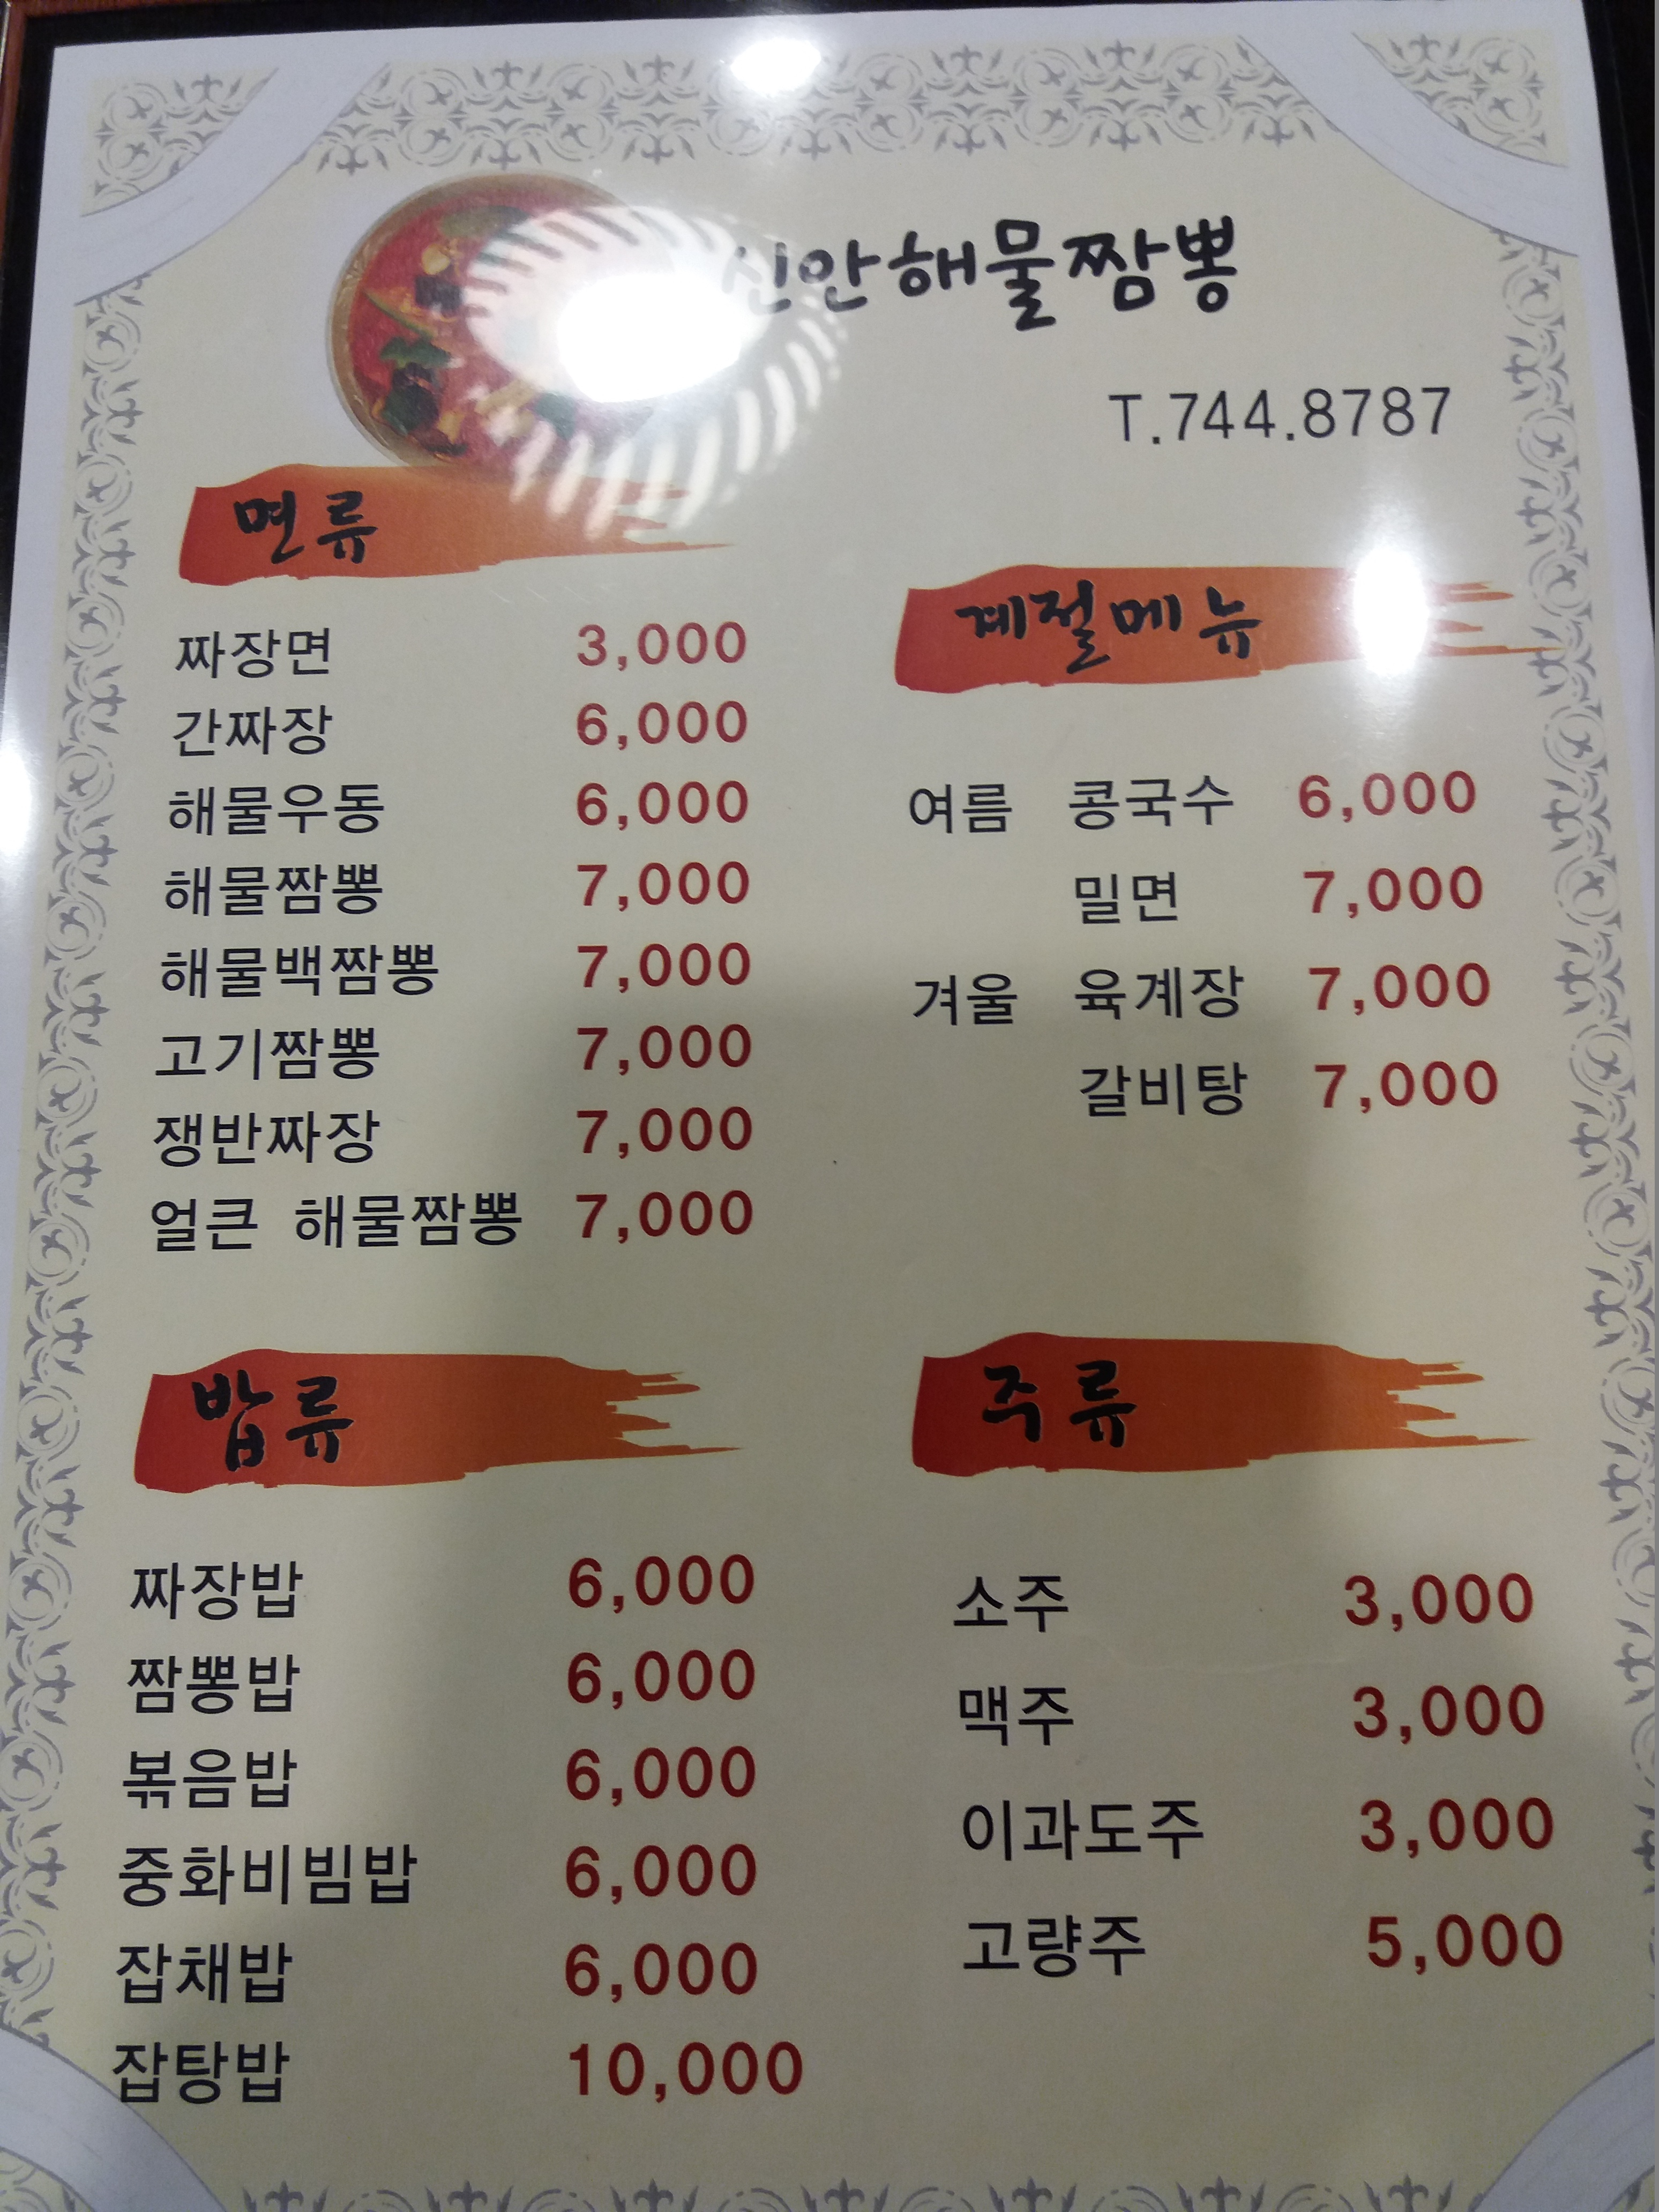 신안해물짬뽕
T.744.8787
면류
짜장면 3,000
간짜장 6,000
해물우동 6,000
해물짬뽕 7,000
해물백짬뽕 7,000
고기짬뽕 7,000
쟁반짜장 7,000
얼큰 해물짬뽕 7,000
계절메뉴
여름 콩국수 6,000
밀면 7,000
겨울 육계장 7,000
갈비탕 7,000
밥류
짜장밥 6,000
짬뽕밥 6,000
볶음밥 6,000
중화비빔밥 6,000
잡채밥 6,000
잡탕밥 10,000
주류
소주 3,000
맥주 3,000
이과도주 3,000
고량주 5,000